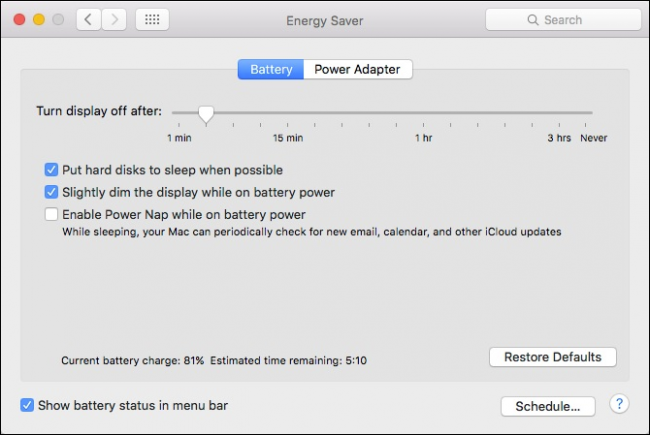 Energy Saver
Search
Battery Power Adapter
Turn display off after:
1 min 15 min 1 hr 3 hrs Never
Put hard disks to sleep when possible
Slightly dim the display while on battery power
Enable Power Nap while on battery power
While sleeping, your Mac can periodically check for new email, calendar, and other iCloud updates
Current battery charge: 81% Estimated time remaining: 5:10
Restore Defaults
Show battery status in menu bar
Schedule...
?